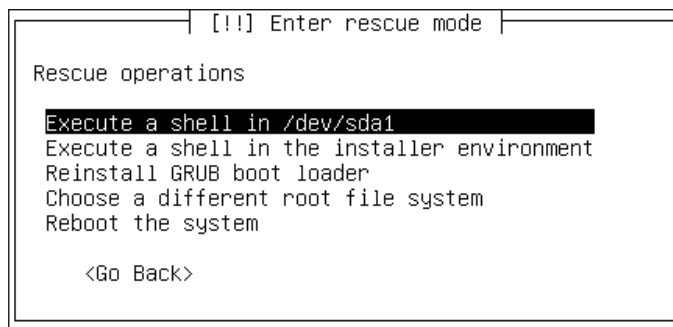 [!!] Enter rescue mode
Rescue operations
Execute a shell in /dev/sda1
Execute a shell in the installer environment
Reinstall GRUB boot loader
Choose a different root file system
Reboot the system
<Go Back>